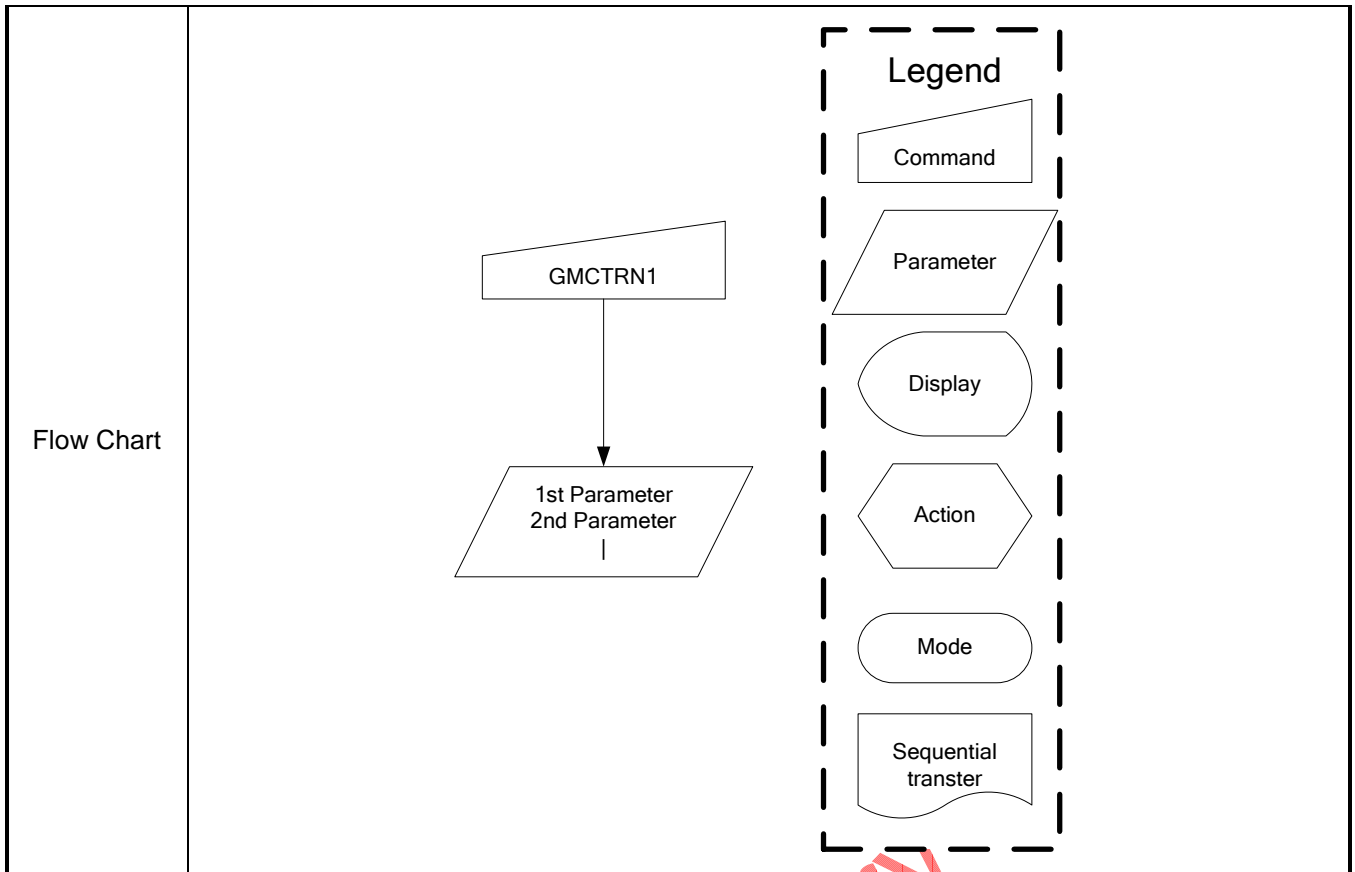 Flow Chart
GMCTRN1
1st Parameter
2nd Parameter
|
Legend
Command
Parameter
Display
Action
Mode
Sequential
transter